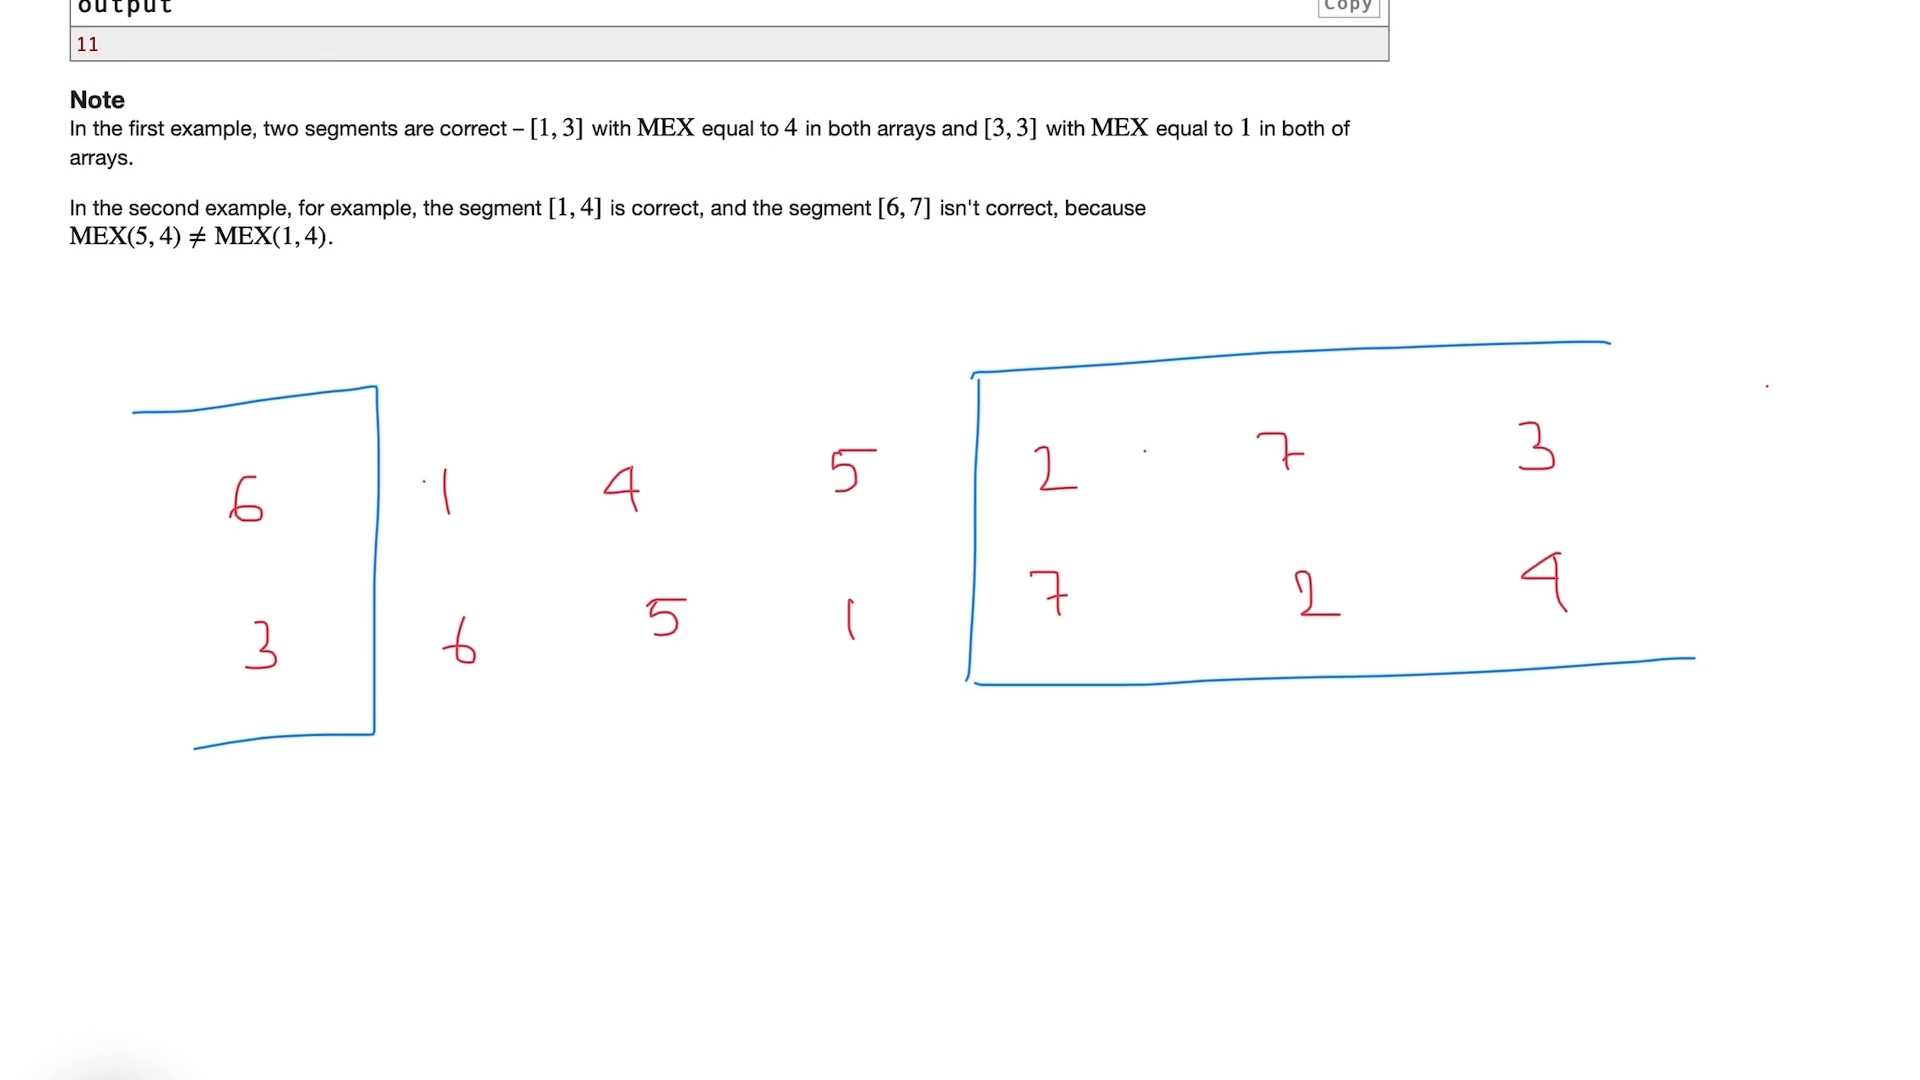 output
Copy
11
Note
In the first example, two segments are correct – [1, 3] with MEX equal to 4 in both arrays and [3, 3] with MEX equal to 1 in both of
arrays.
In the second example, for example, the segment [1, 4] is correct, and the segment [6, 7] isn't correct, because
MEX(5, 4) ≠ MEX(1, 4).
6 1 4 5 2 7 3
3 6 5 1 7 2 4